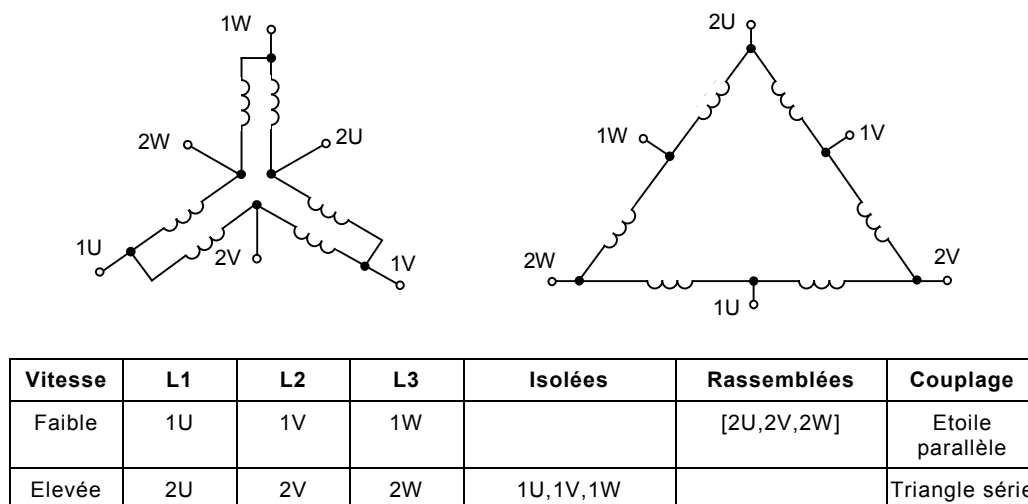 1W
2W
2U
1U
2V
1V
2U
1W
1V
2W
2V
1U
Vitesse L1 L2 L3 Isolées Rassemblées Couplage
Faible 1U 1V 1W [2U,2V,2W] Etoile
parallèle
Elevée 2U 2V 2W 1U,1V,1W Triangle série